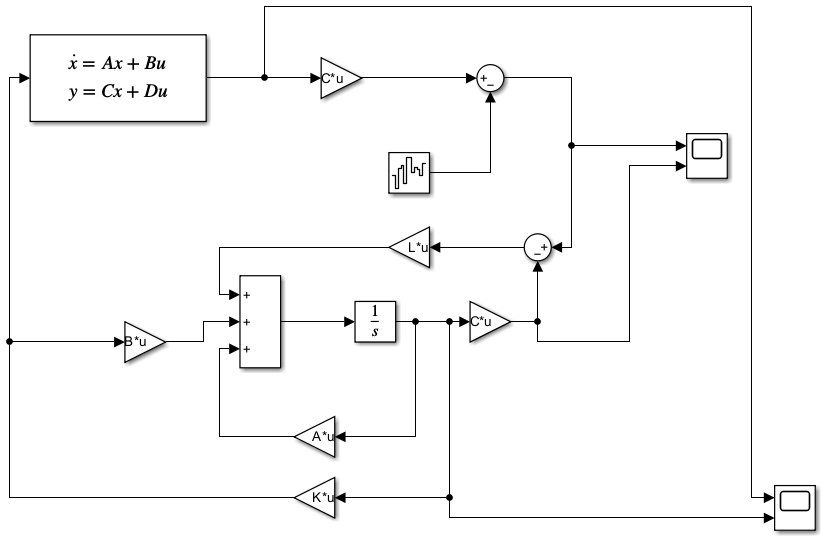 ẋ = Ax + Bu
y = Cx + Du
C*u
+
−
L*u
−
+
+
+
+
B*u
1
s
C*u
A*u
K*u